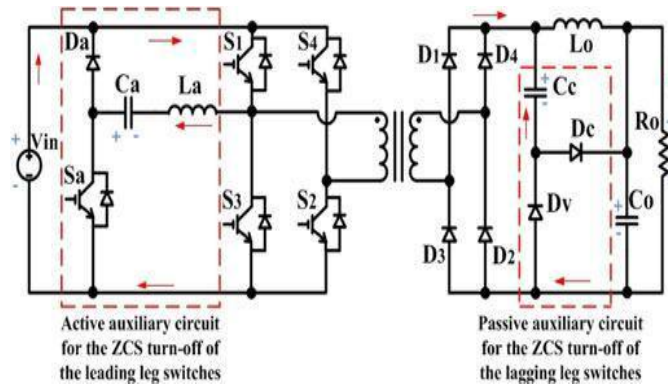 Da
S1
S4
D1
D4
Lo
Ca
La
Cc
Vin
+
-
Dc
Ro
Sa
S3
S2
Dv
Co
D3
D2
Active auxiliary circuit
for the ZCS turn-off of
the leading leg switches
Passive auxiliary circuit
for the ZCS turn-off of
the lagging leg switches